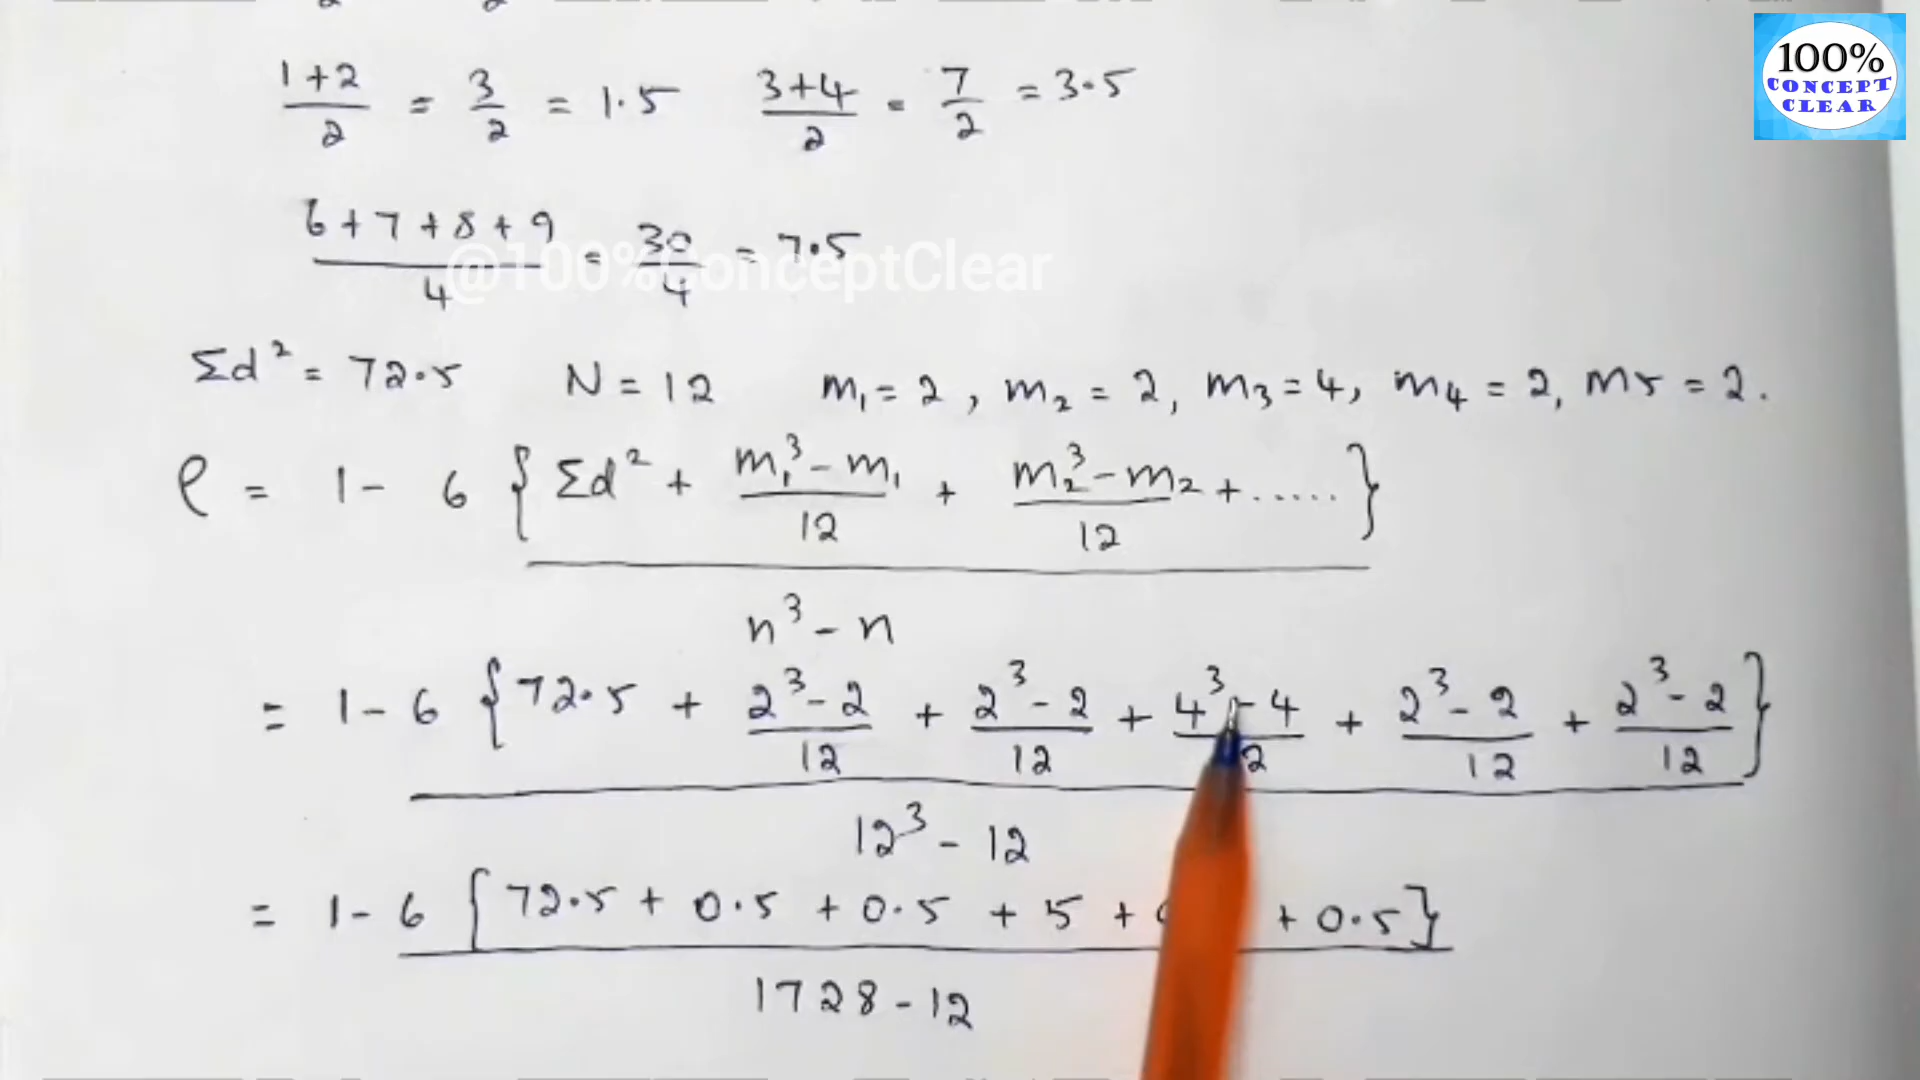 100%
CONCEPT
CLEAR
1+2/2 = 3/2 = 1.5   3+4/2 = 7/2 = 3.5
6+7+8+9/4 = 30/4 = 7.5
@100%ConceptClear
Σd² = 72.5   N = 12   m₁ = 2, m₂ = 2, m₃ = 4, m₄ = 2, m5 = 2.
ρ = 1 - 6 { Σd² + m₁³ - m₁/12 + m₂³ - m₂/12 + ..... }
n³ - n
= 1 - 6 { 72.5 + 2³ - 2/12 + 2³ - 2/12 + 4³ - 4/2 + 2³ - 2/12 + 2³ - 2/12 }
12³ - 12
= 1 - 6 [ 72.5 + 0.5 + 0.5 + 5 + + 0.5 }
1728 - 12